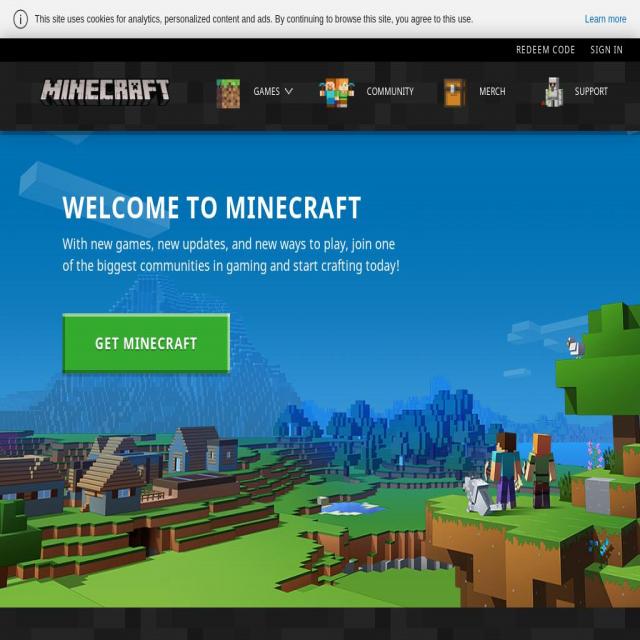 This site uses cookies for analytics, personalized content and ads. By continuing to browse this site, you agree to this use.
Learn more
REDEEM CODE
SIGN IN
MINECRAFT
GAMES
COMMUNITY
MERCH
SUPPORT
WELCOME TO MINECRAFT
With new games, new updates, and new ways to play, join one
of the biggest communities in gaming and start crafting today!
GET MINECRAFT